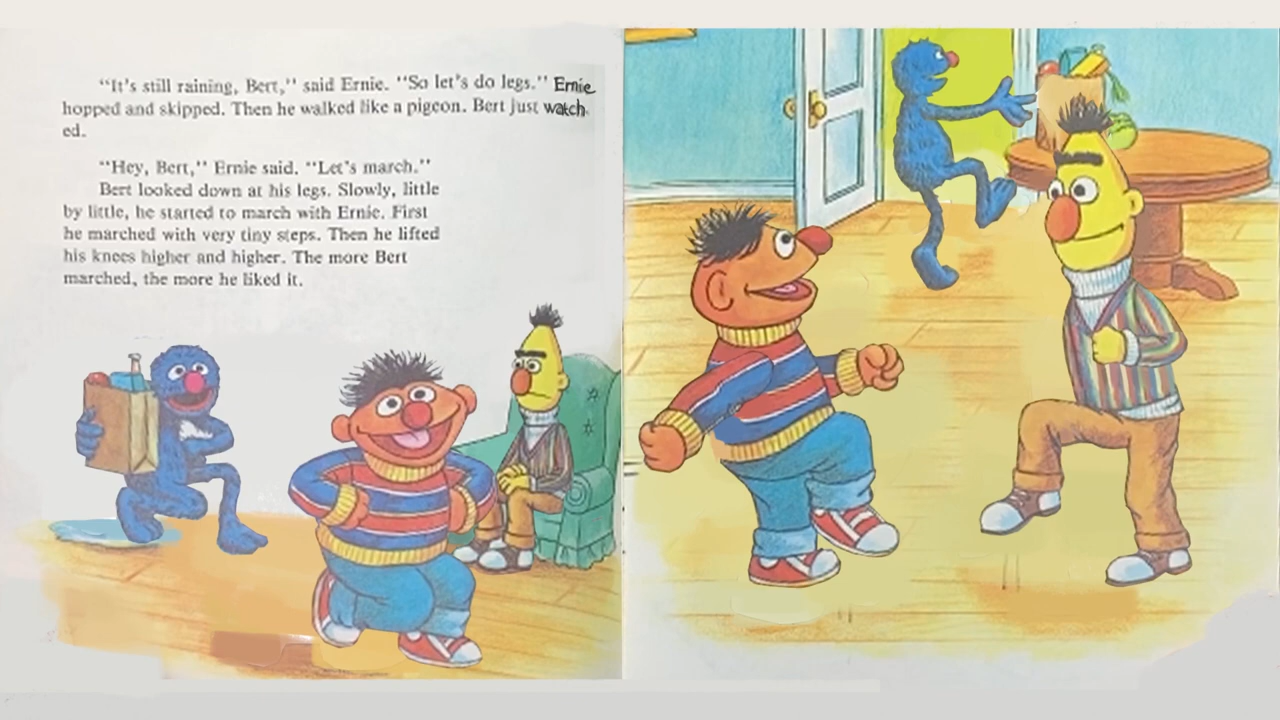 “It’s still raining, Bert,” said Ernie. “So let’s do legs.” Ernie
hopped and skipped. Then he walked like a pigeon. Bert just watch-
ed.
“Hey, Bert,” Ernie said. “Let’s march.”
Bert looked down at his legs. Slowly, little
by little, he started to march with Ernie. First
he marched with very tiny steps. Then he lifted
his knees higher and higher. The more Bert
marched, the more he liked it.